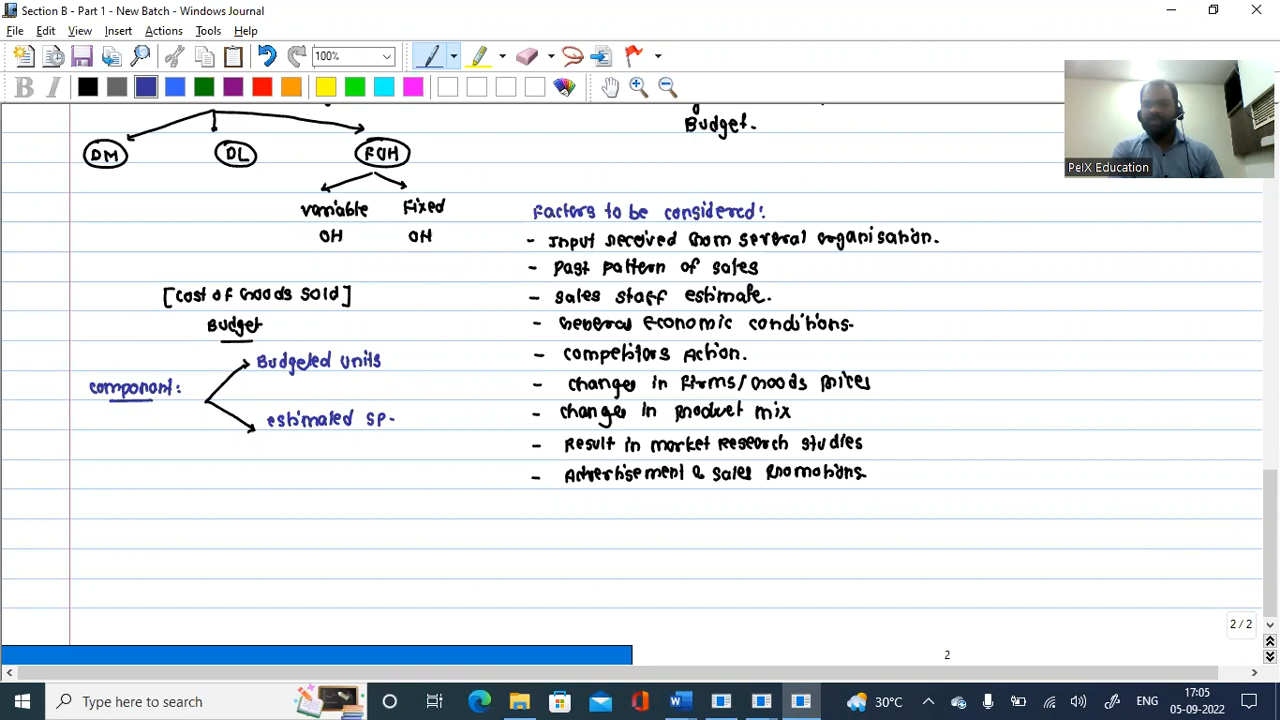 Section B - Part 1 - New Batch - Windows Journal
File Edit View Insert Actions Tools Help
100%
B I
Budget.
DM DL FOH
variable Fixed
OH OH
[cost of Goods Sold]
Budget
component:
Budgeted units
estimated SP.
Factors to be considered:
- Input received from several organisation.
- Past pattern of sales
- Sales staff estimate.
- General Economic conditions.
- competitors Action.
- changes in Firms/Goods prices
- changes in product mix
- Result in market research studies
- Advertisement & sales Promotions.
PelX Education
2 / 2
2
Type here to search
30°C
ENG
17:05
05-09-2022